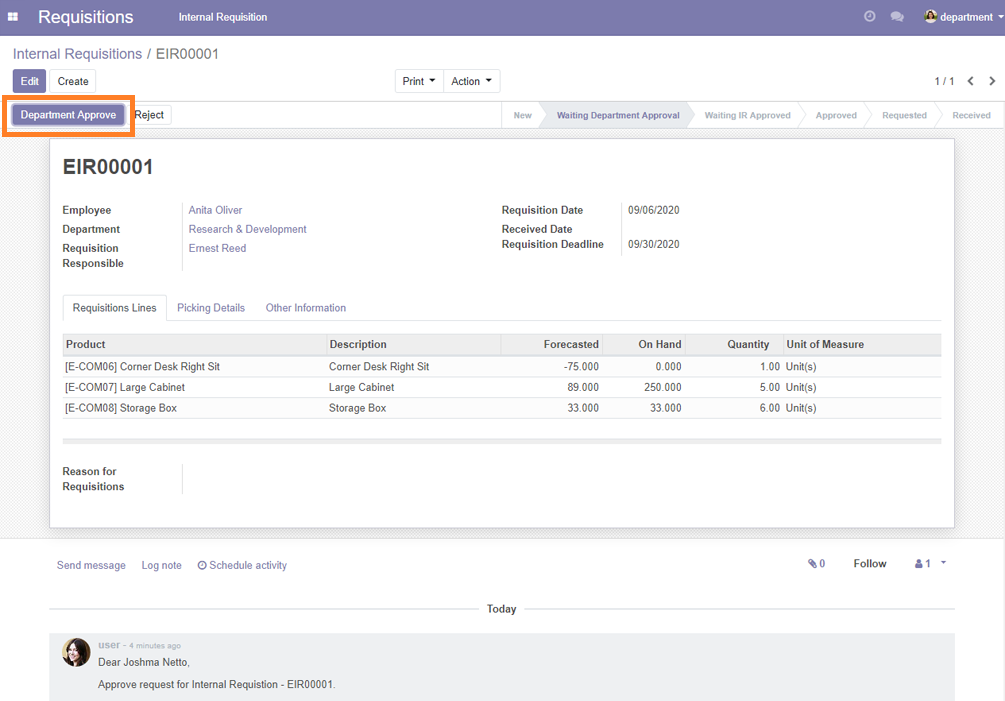 Requisitions Internal Requisition department
Internal Requisitions / EIR00001
Edit Create Print Action 1 / 1
Department Approve Reject New Waiting Department Approval Waiting IR Approved Approved Requested Received
EIR00001
Employee Anita Oliver Requisition Date 09/06/2020
Department Research & Development Received Date
Requisition Responsible Ernest Reed Requisition Deadline 09/30/2020
Requisitions Lines Picking Details Other Information
Product Description Forecasted On Hand Quantity Unit of Measure
[E-COM06] Corner Desk Right Sit Corner Desk Right Sit -75.000 0.000 1.00 Unit(s)
[E-COM07] Large Cabinet Large Cabinet 89.000 250.000 5.00 Unit(s)
[E-COM08] Storage Box Storage Box 33.000 33.000 6.00 Unit(s)
Reason for
Requisitions
Send message Log note Schedule activity 0 Follow 1
Today
user - 4 minutes ago
Dear Joshma Netto,
Approve request for Internal Requistion - EIR00001.